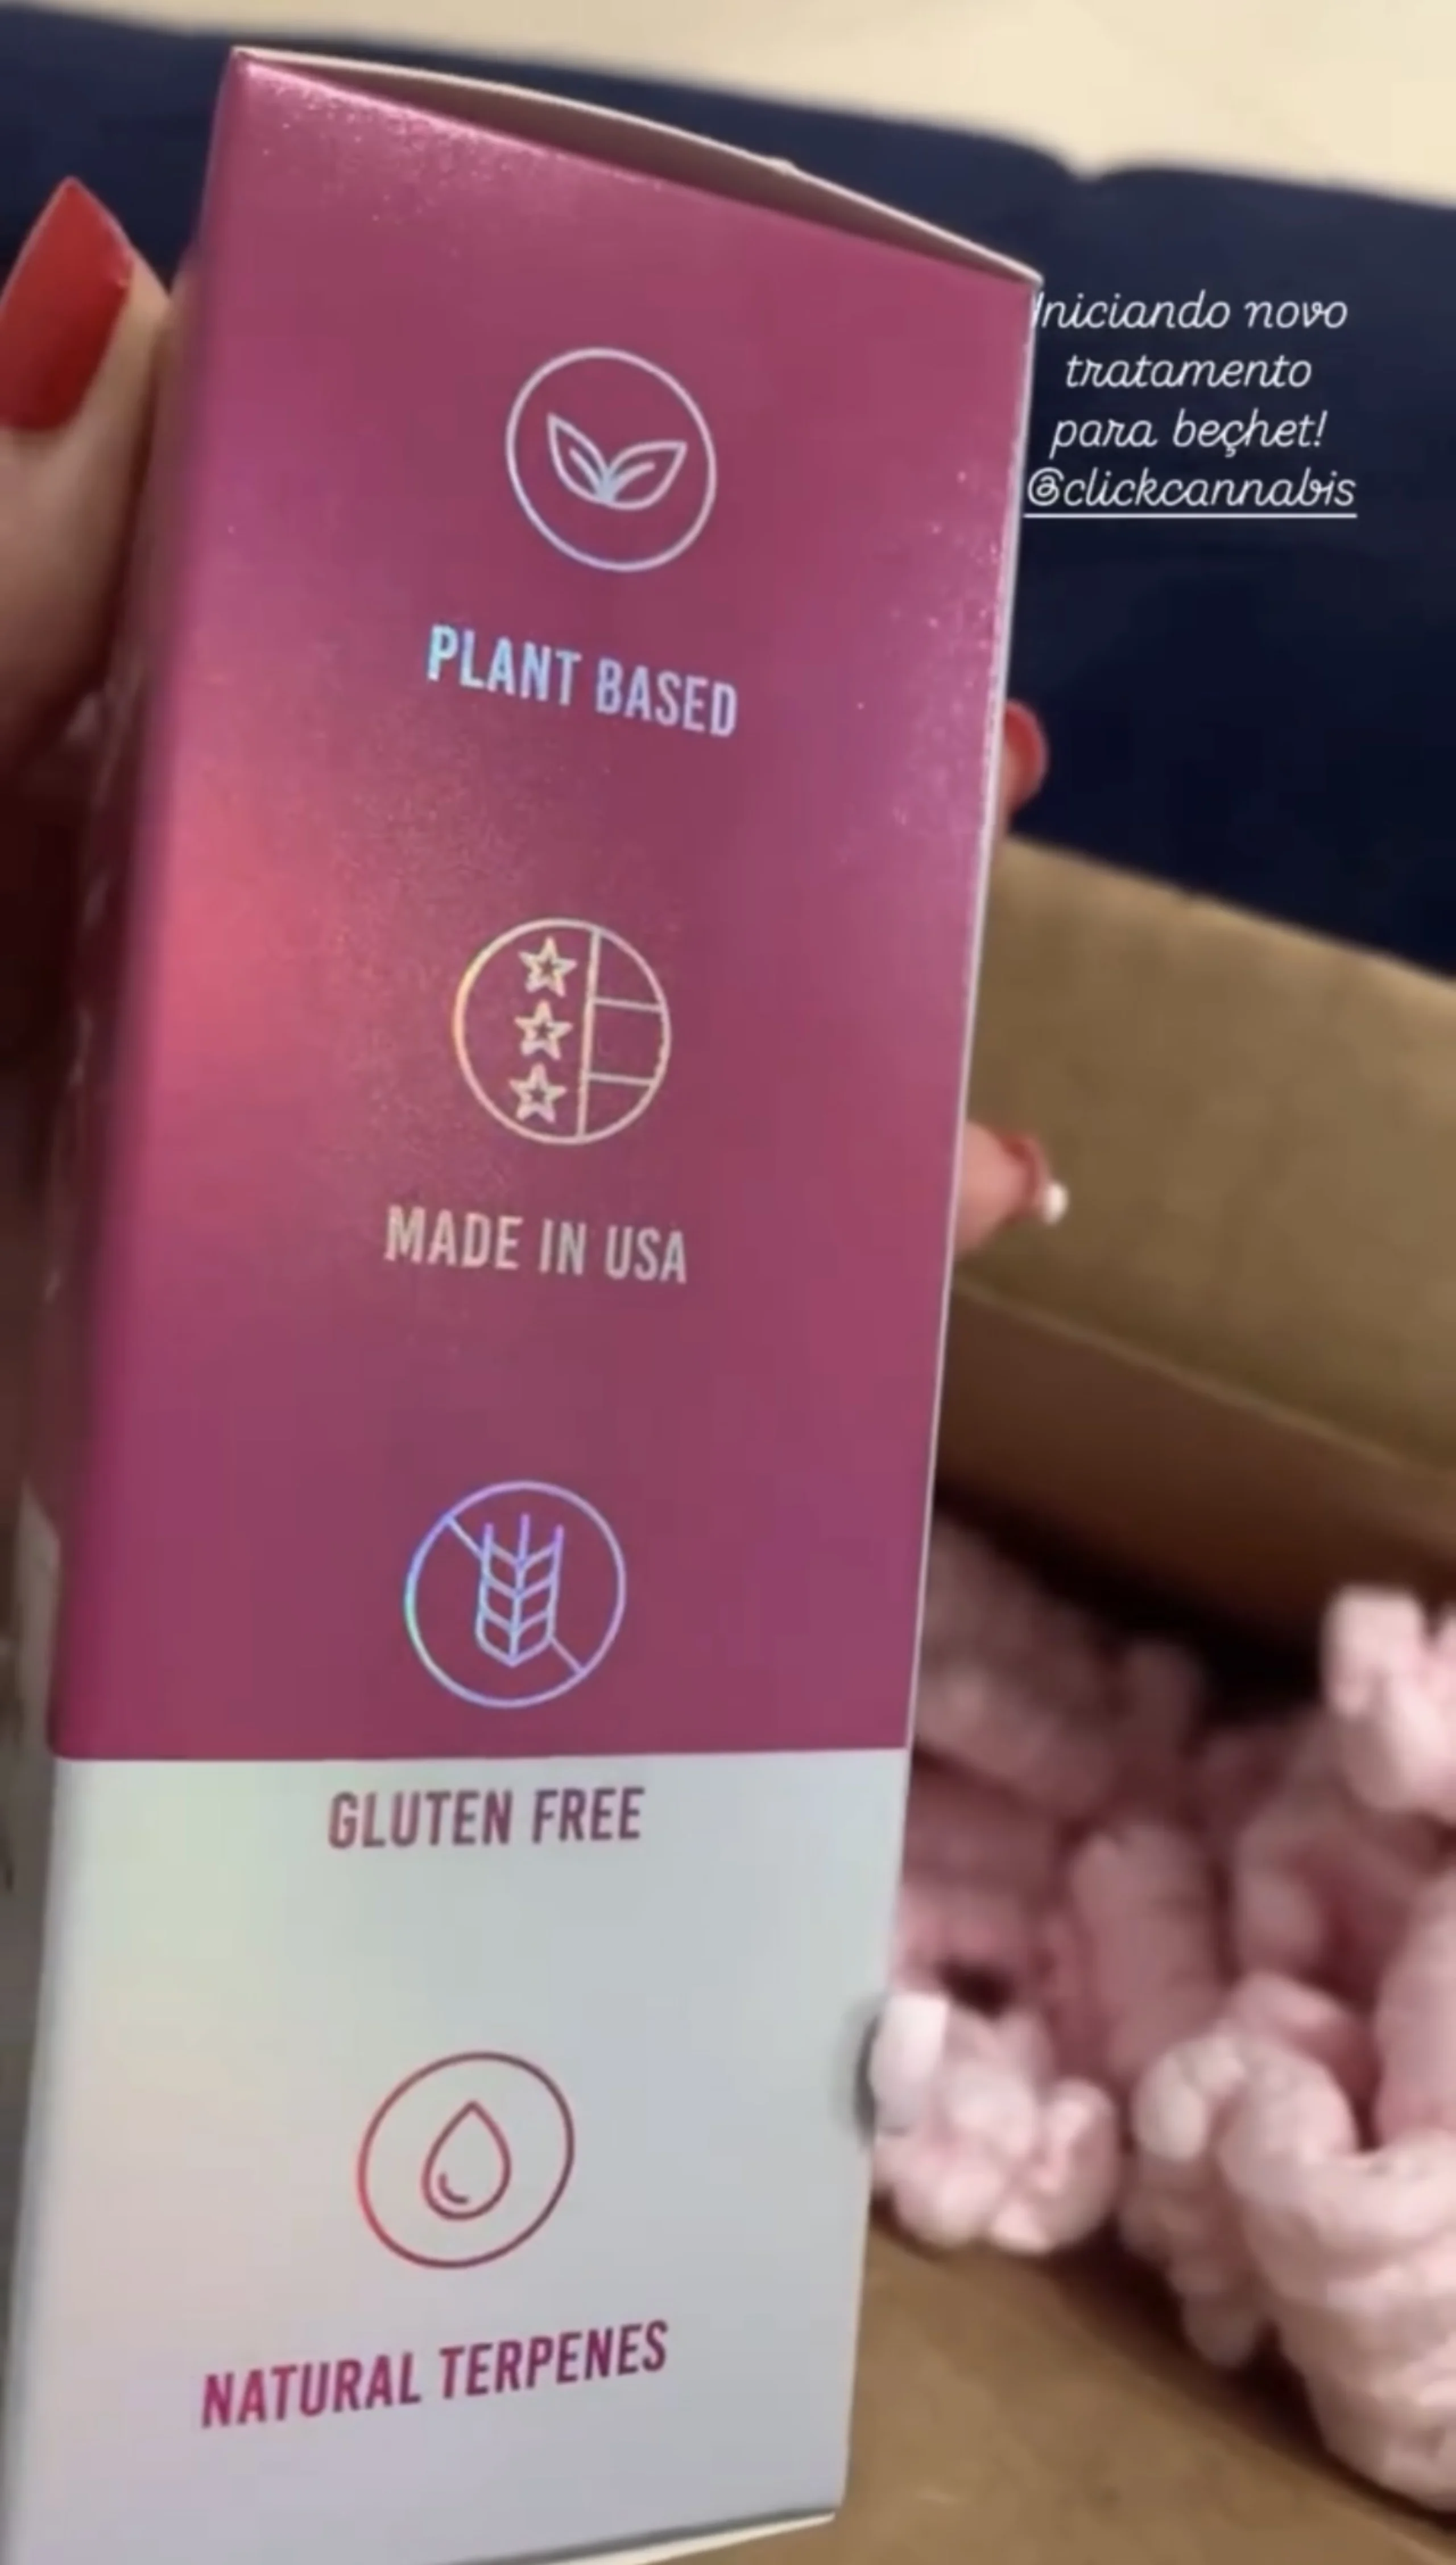 Iniciando novo
tratamento
para beçhet!
@clickcannabis
PLANT BASED
MADE IN USA
GLUTEN FREE
NATURAL TERPENES